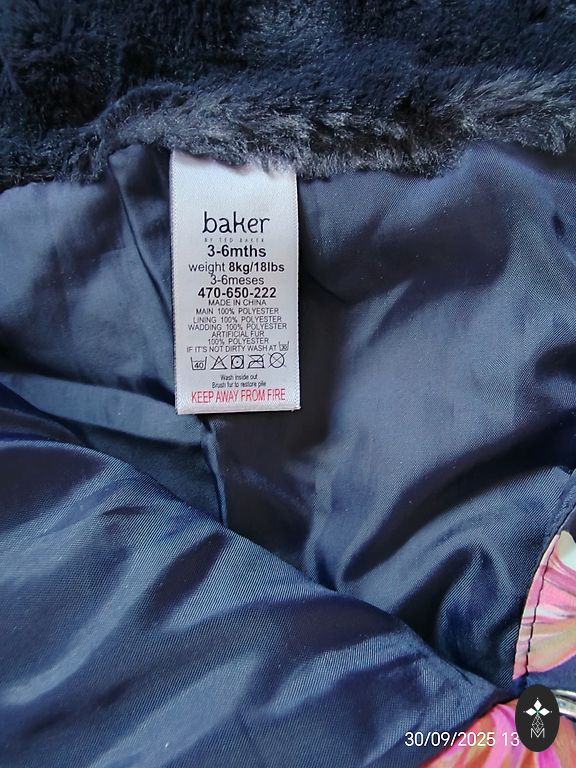 baker
BY TED BAKER
3-6mths
weight 8kg/18lbs
3-6meses
470-650-222
MADE IN CHINA
MAIN 100% POLYESTER
LINING 100% POLYESTER
WADDING 100% POLYESTER
ARTIFICIAL FUR
100% POLYESTER
IF IT'S NOT DIRTY WASH AT 30
40
Wash inside out
Brush fur to restore pile
KEEP AWAY FROM FIRE
30/09/2025 13
M